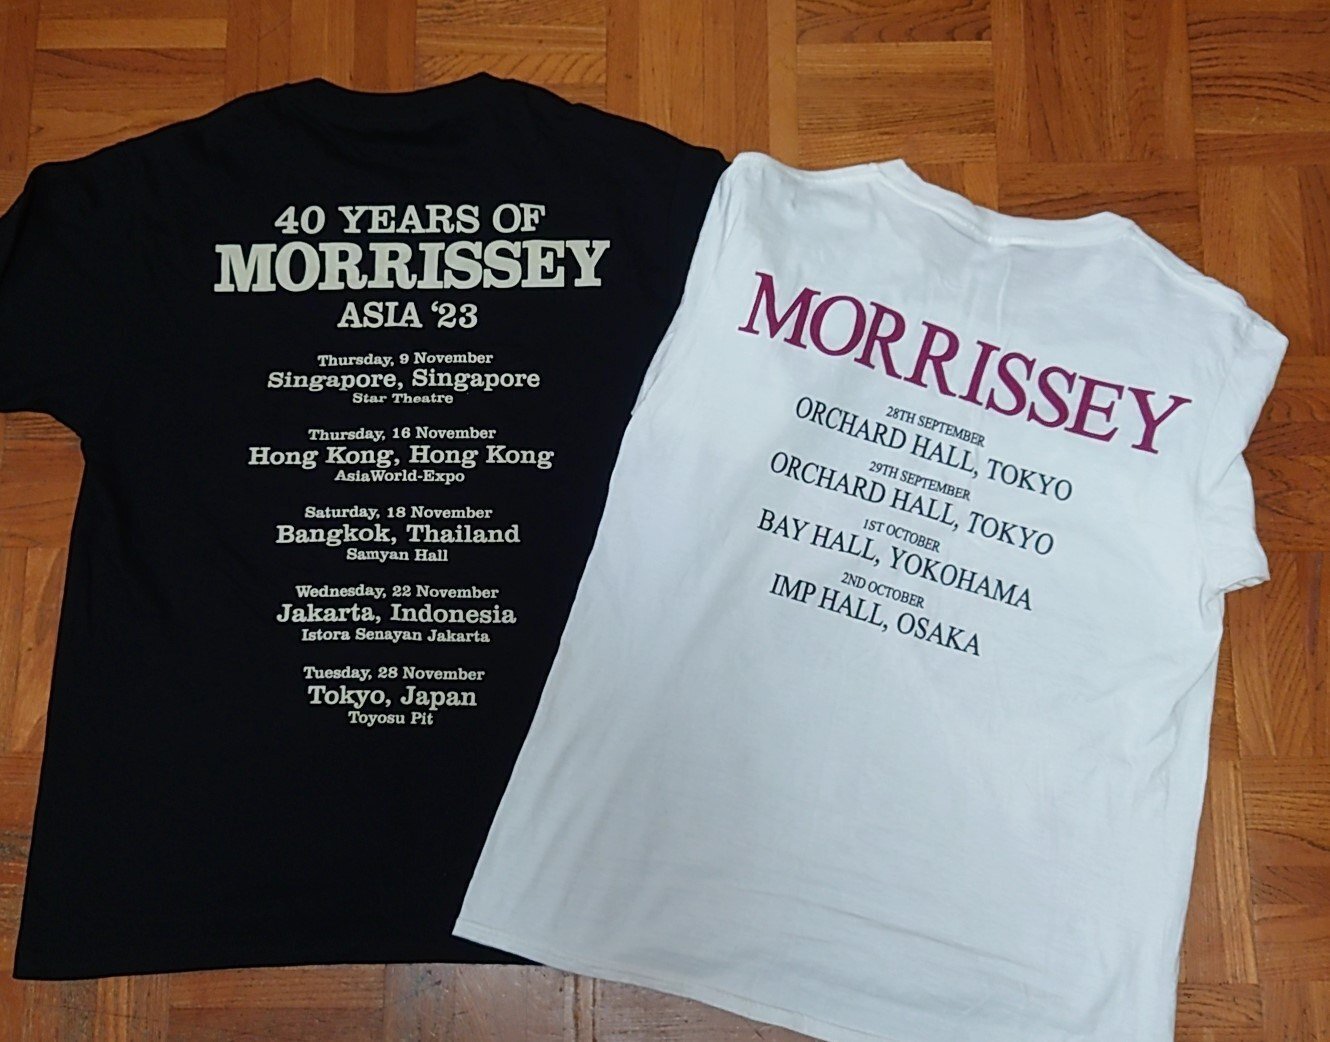 40 YEARS OF
MORRISSEY
ASIA ‘23
Thursday, 9 November
Singapore, Singapore
Star Theatre
Thursday, 16 November
Hong Kong, Hong Kong
AsiaWorld-Expo
Saturday, 18 November
Bangkok, Thailand
Samyan Hall
Wednesday, 22 November
Jakarta, Indonesia
Istora Senayan Jakarta
Tuesday, 28 November
Tokyo, Japan
Toyosu Pit
MORRISSEY
28TH SEPTEMBER
ORCHARD HALL, TOKYO
29TH SEPTEMBER
ORCHARD HALL, TOKYO
1ST OCTOBER
BAY HALL, YOKOHAMA
2ND OCTOBER
IMP HALL, OSAKA